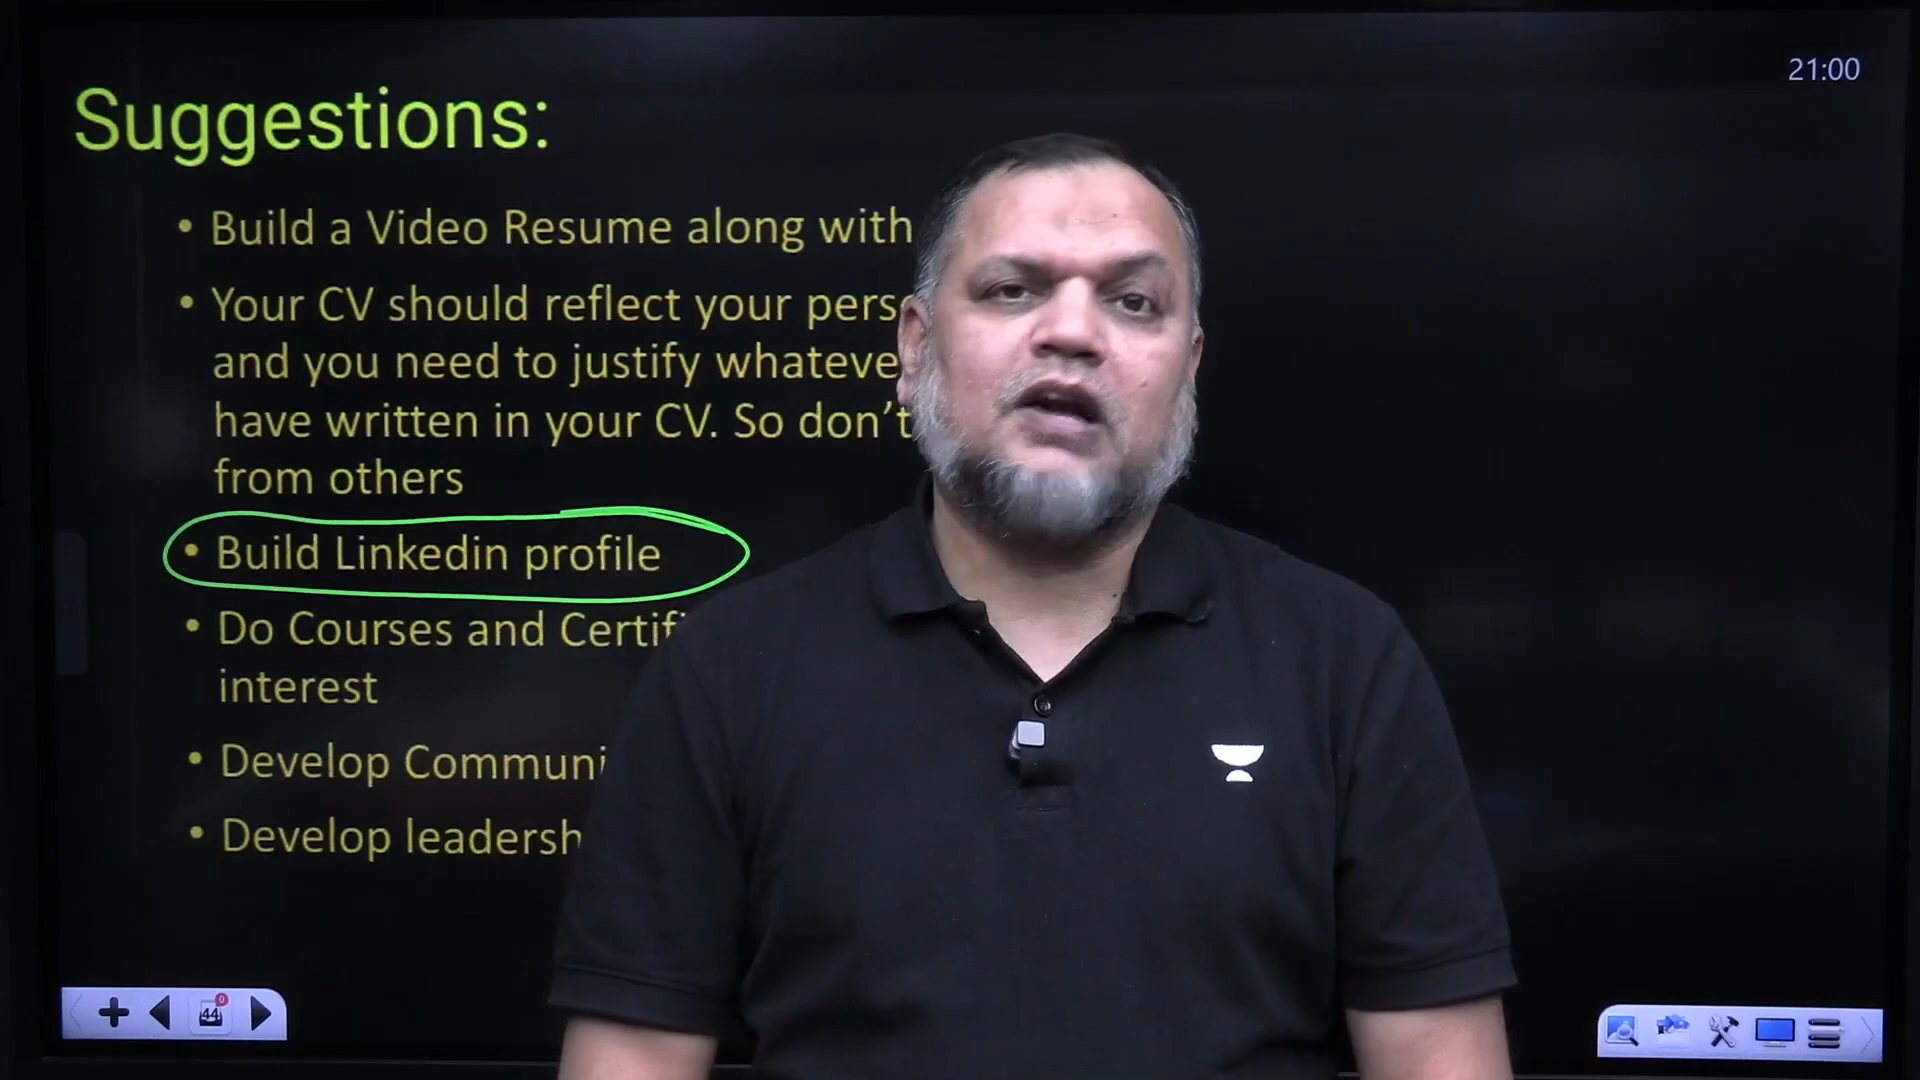 21:00
Suggestions:
• Build a Video Resume along with
• Your CV should reflect your pers
and you need to justify whateve
have written in your CV. So don't
from others
• Build Linkedin profile
• Do Courses and Certifi
interest
• Develop Communi
• Develop leadersh
44
0